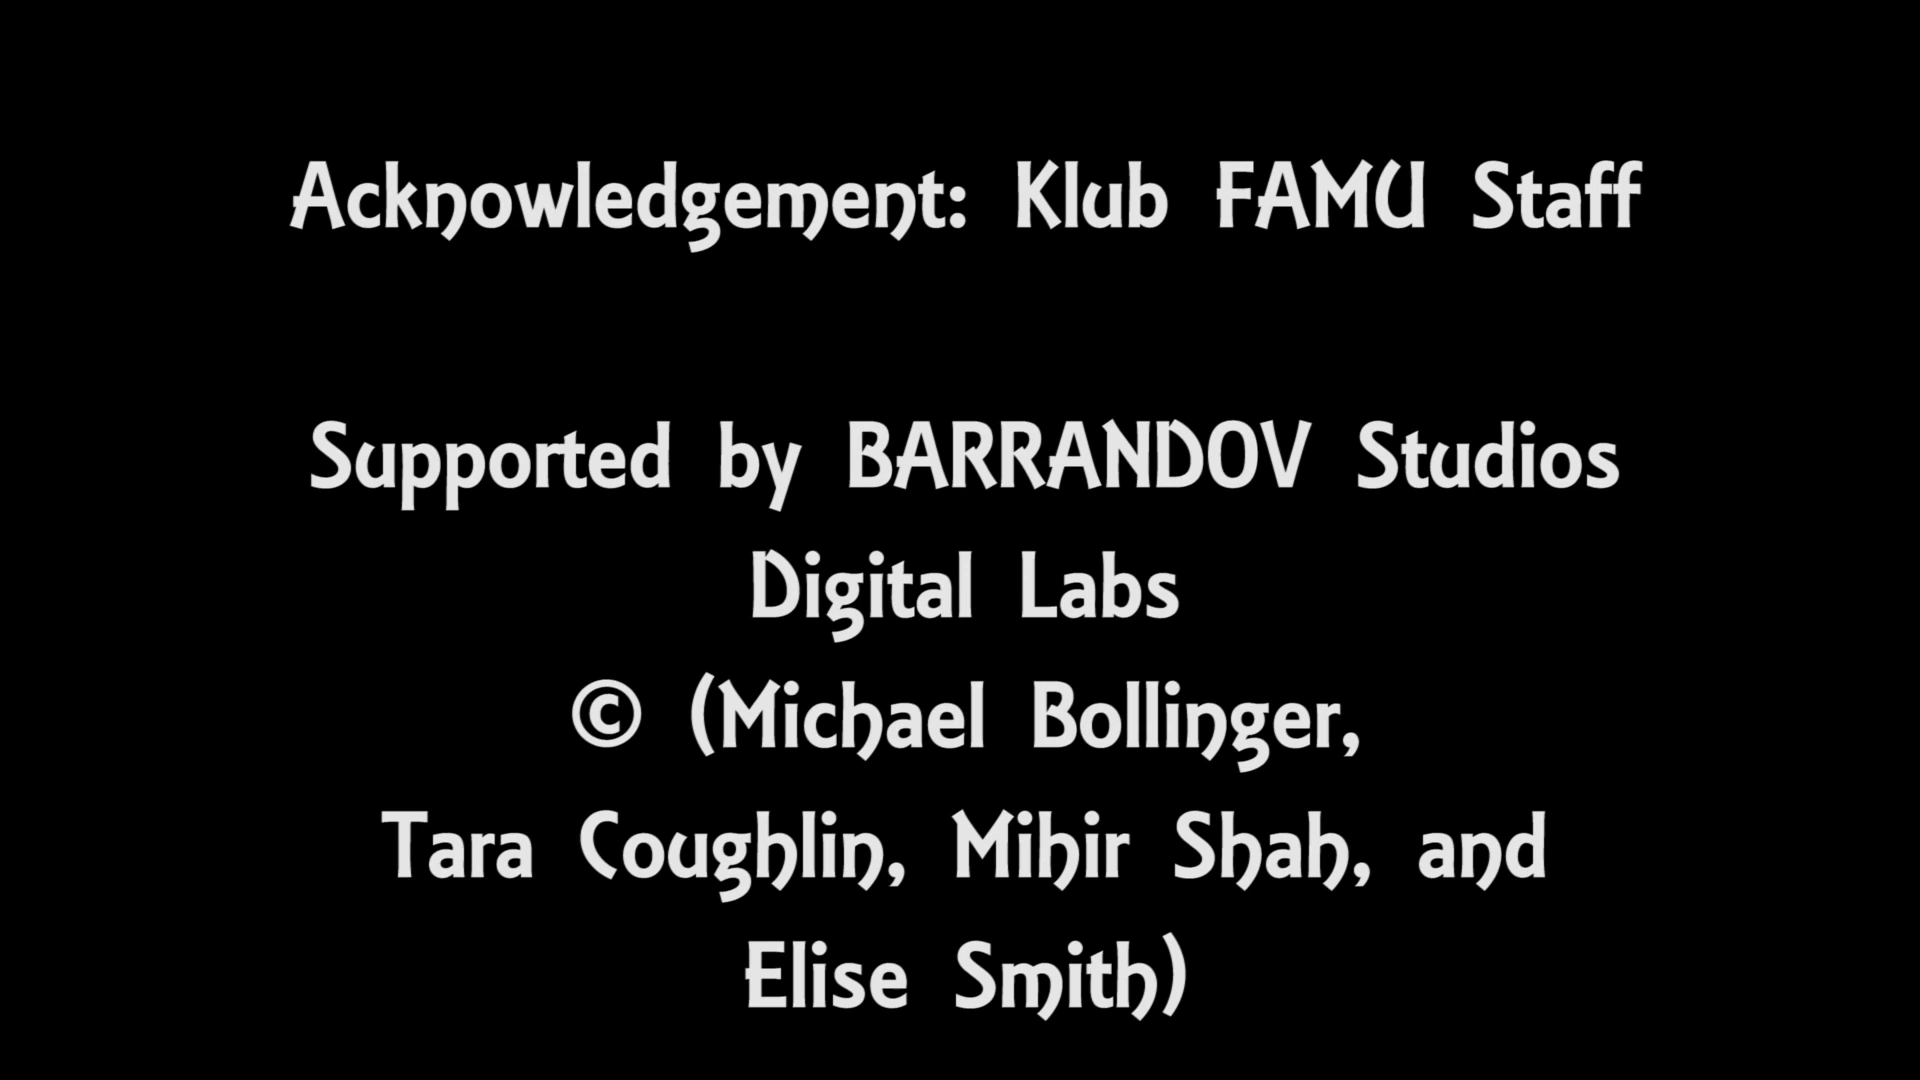 Acknowledgement: Klub FAMU Staff
Supported by BARRANDOV Studios
Digital Labs
© (Michael Bollinger,
Tara Coughlin, Mihir Shah, and
Elise Smith)